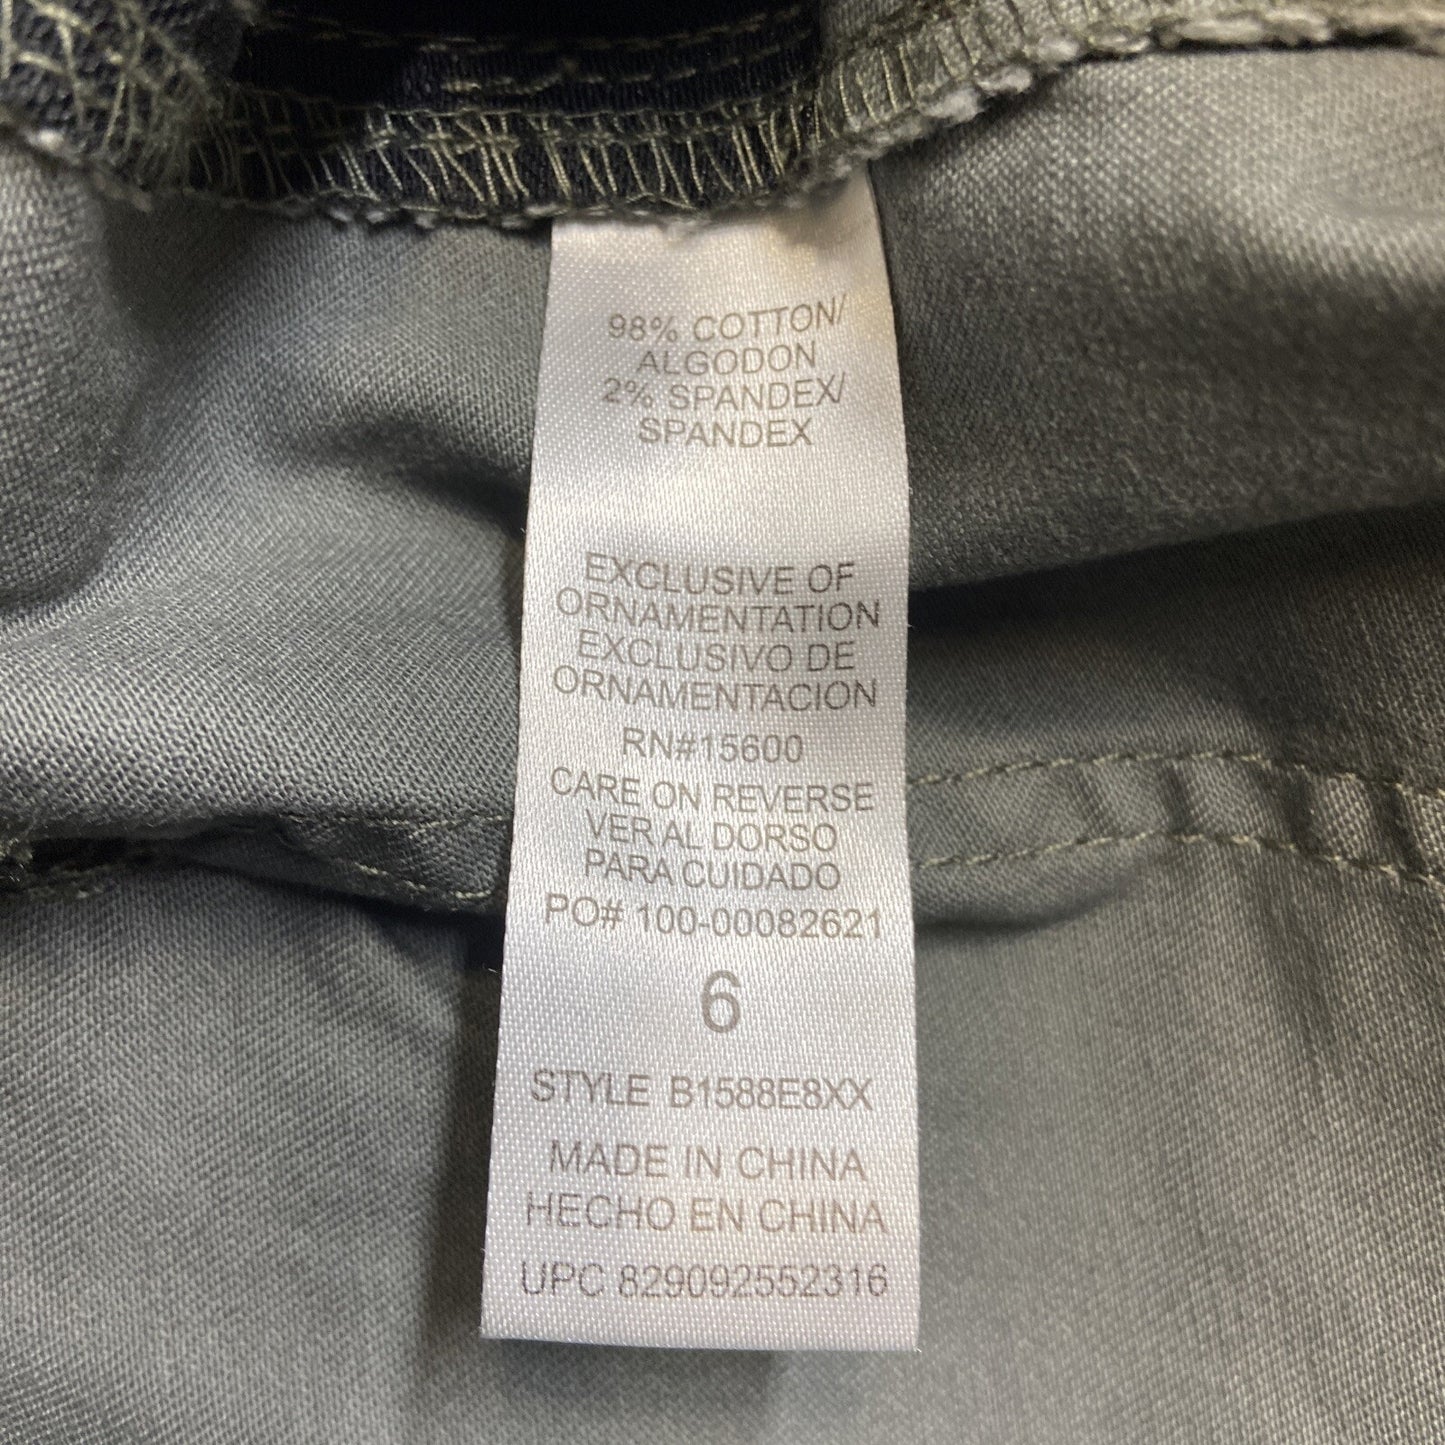 98% COTTON/
ALGODON
2% SPANDEX/
SPANDEX
EXCLUSIVE OF
ORNAMENTATION
EXCLUSIVO DE
ORNAMENTACION
RN#15600
CARE ON REVERSE
VER AL DORSO
PARA CUIDADO
PO# 100-00082621
6
STYLE B1588E8XX
MADE IN CHINA
HECHO EN CHINA
UPC 829092552316